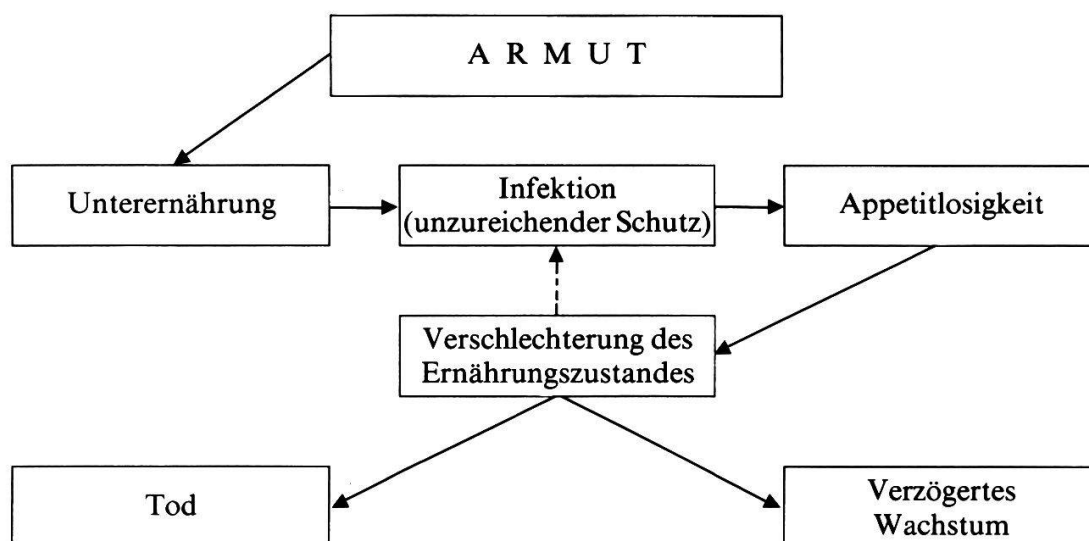 A R M U T
Unterernährung
Infektion
(unzureichender Schutz)
Appetitlosigkeit
Verschlechterung des
Ernährungszustandes
Tod
Verzögertes
Wachstum